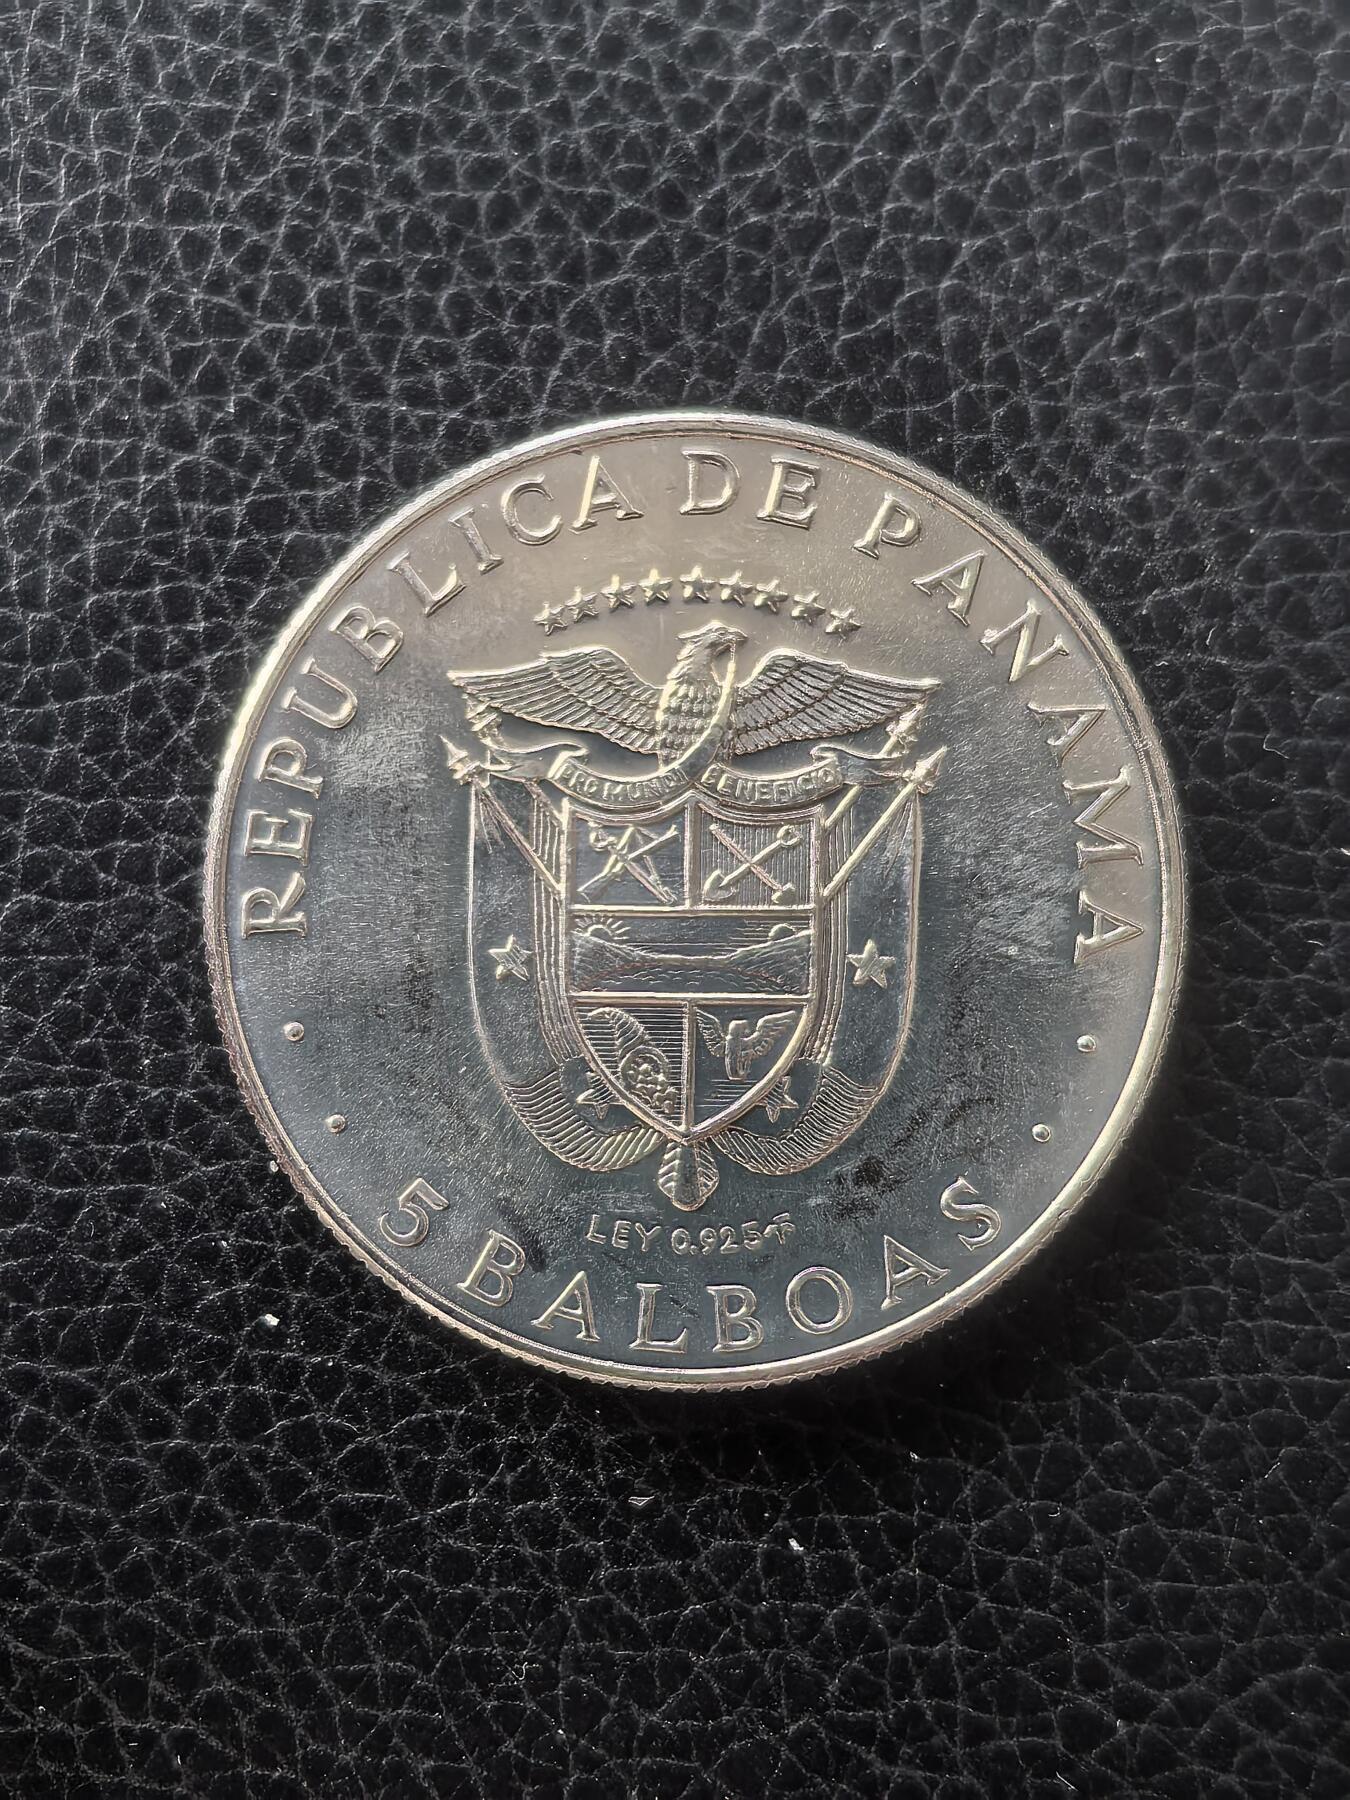 REPUBLICA DE PANAMA
PRO MUNDI BENEFICIO
LEY 0.925
5 BALBOAS